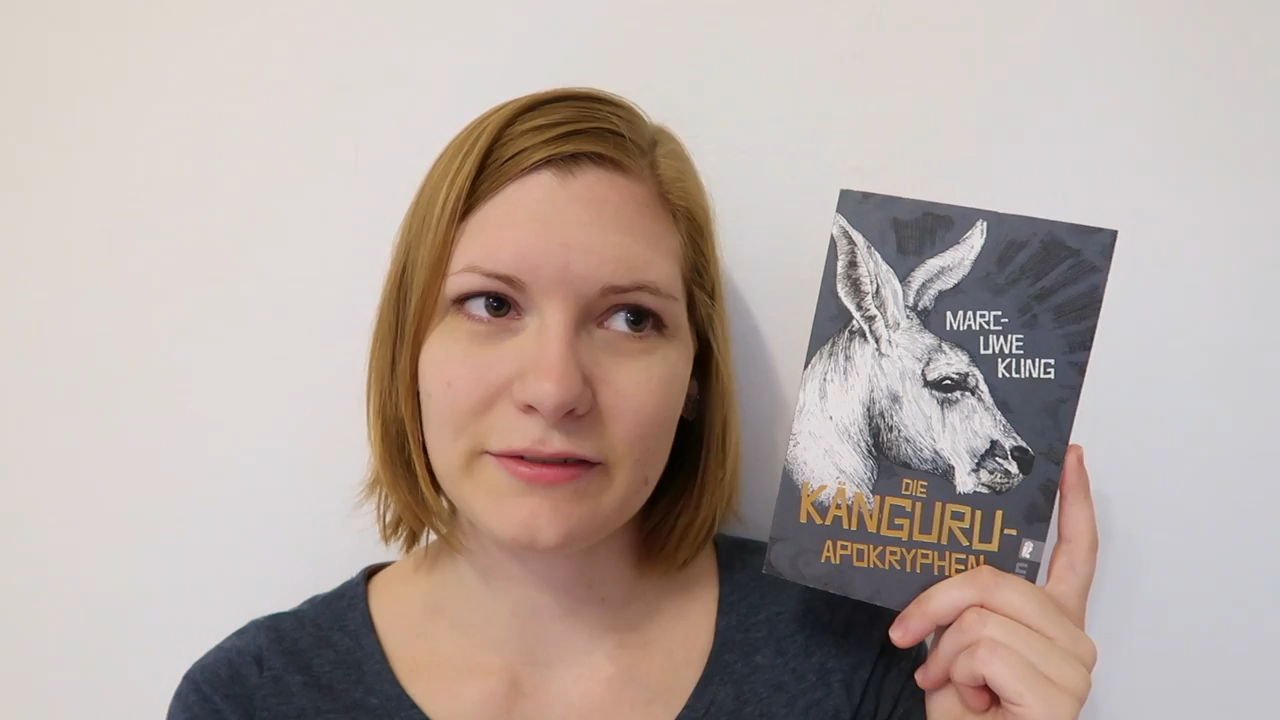 MARC-
UWE
KLING
DIE
KÄNGURU-
APOKRYPHEN